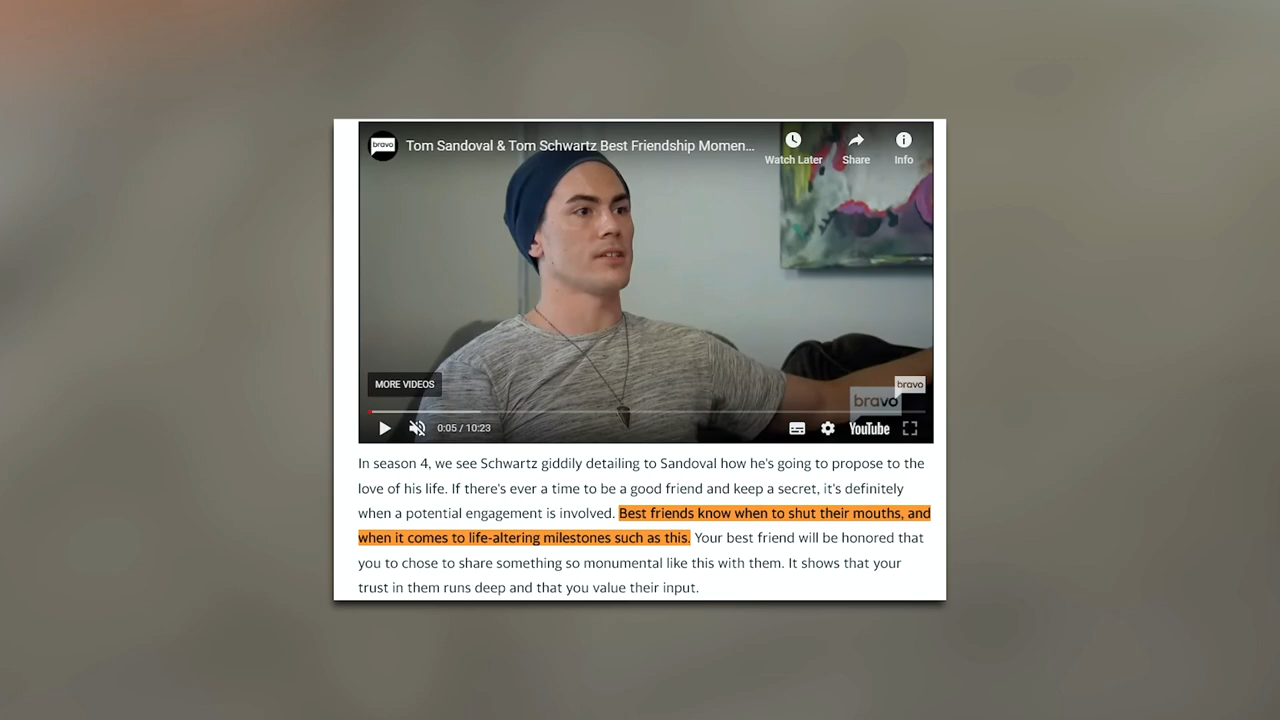 bravo
Tom Sandoval & Tom Schwartz Best Friendship Momen...
Watch Later
Share
Info
MORE VIDEOS
bravo
bravo
0:05 / 10:23
YouTube
In season 4, we see Schwartz giddily detailing to Sandoval how he's going to propose to the
love of his life. If there's ever a time to be a good friend and keep a secret, it's definitely
when a potential engagement is involved. Best friends know when to shut their mouths, and
when it comes to life-altering milestones such as this. Your best friend will be honored that
you to chose to share something so monumental like this with them. It shows that your
trust in them runs deep and that you value their input.